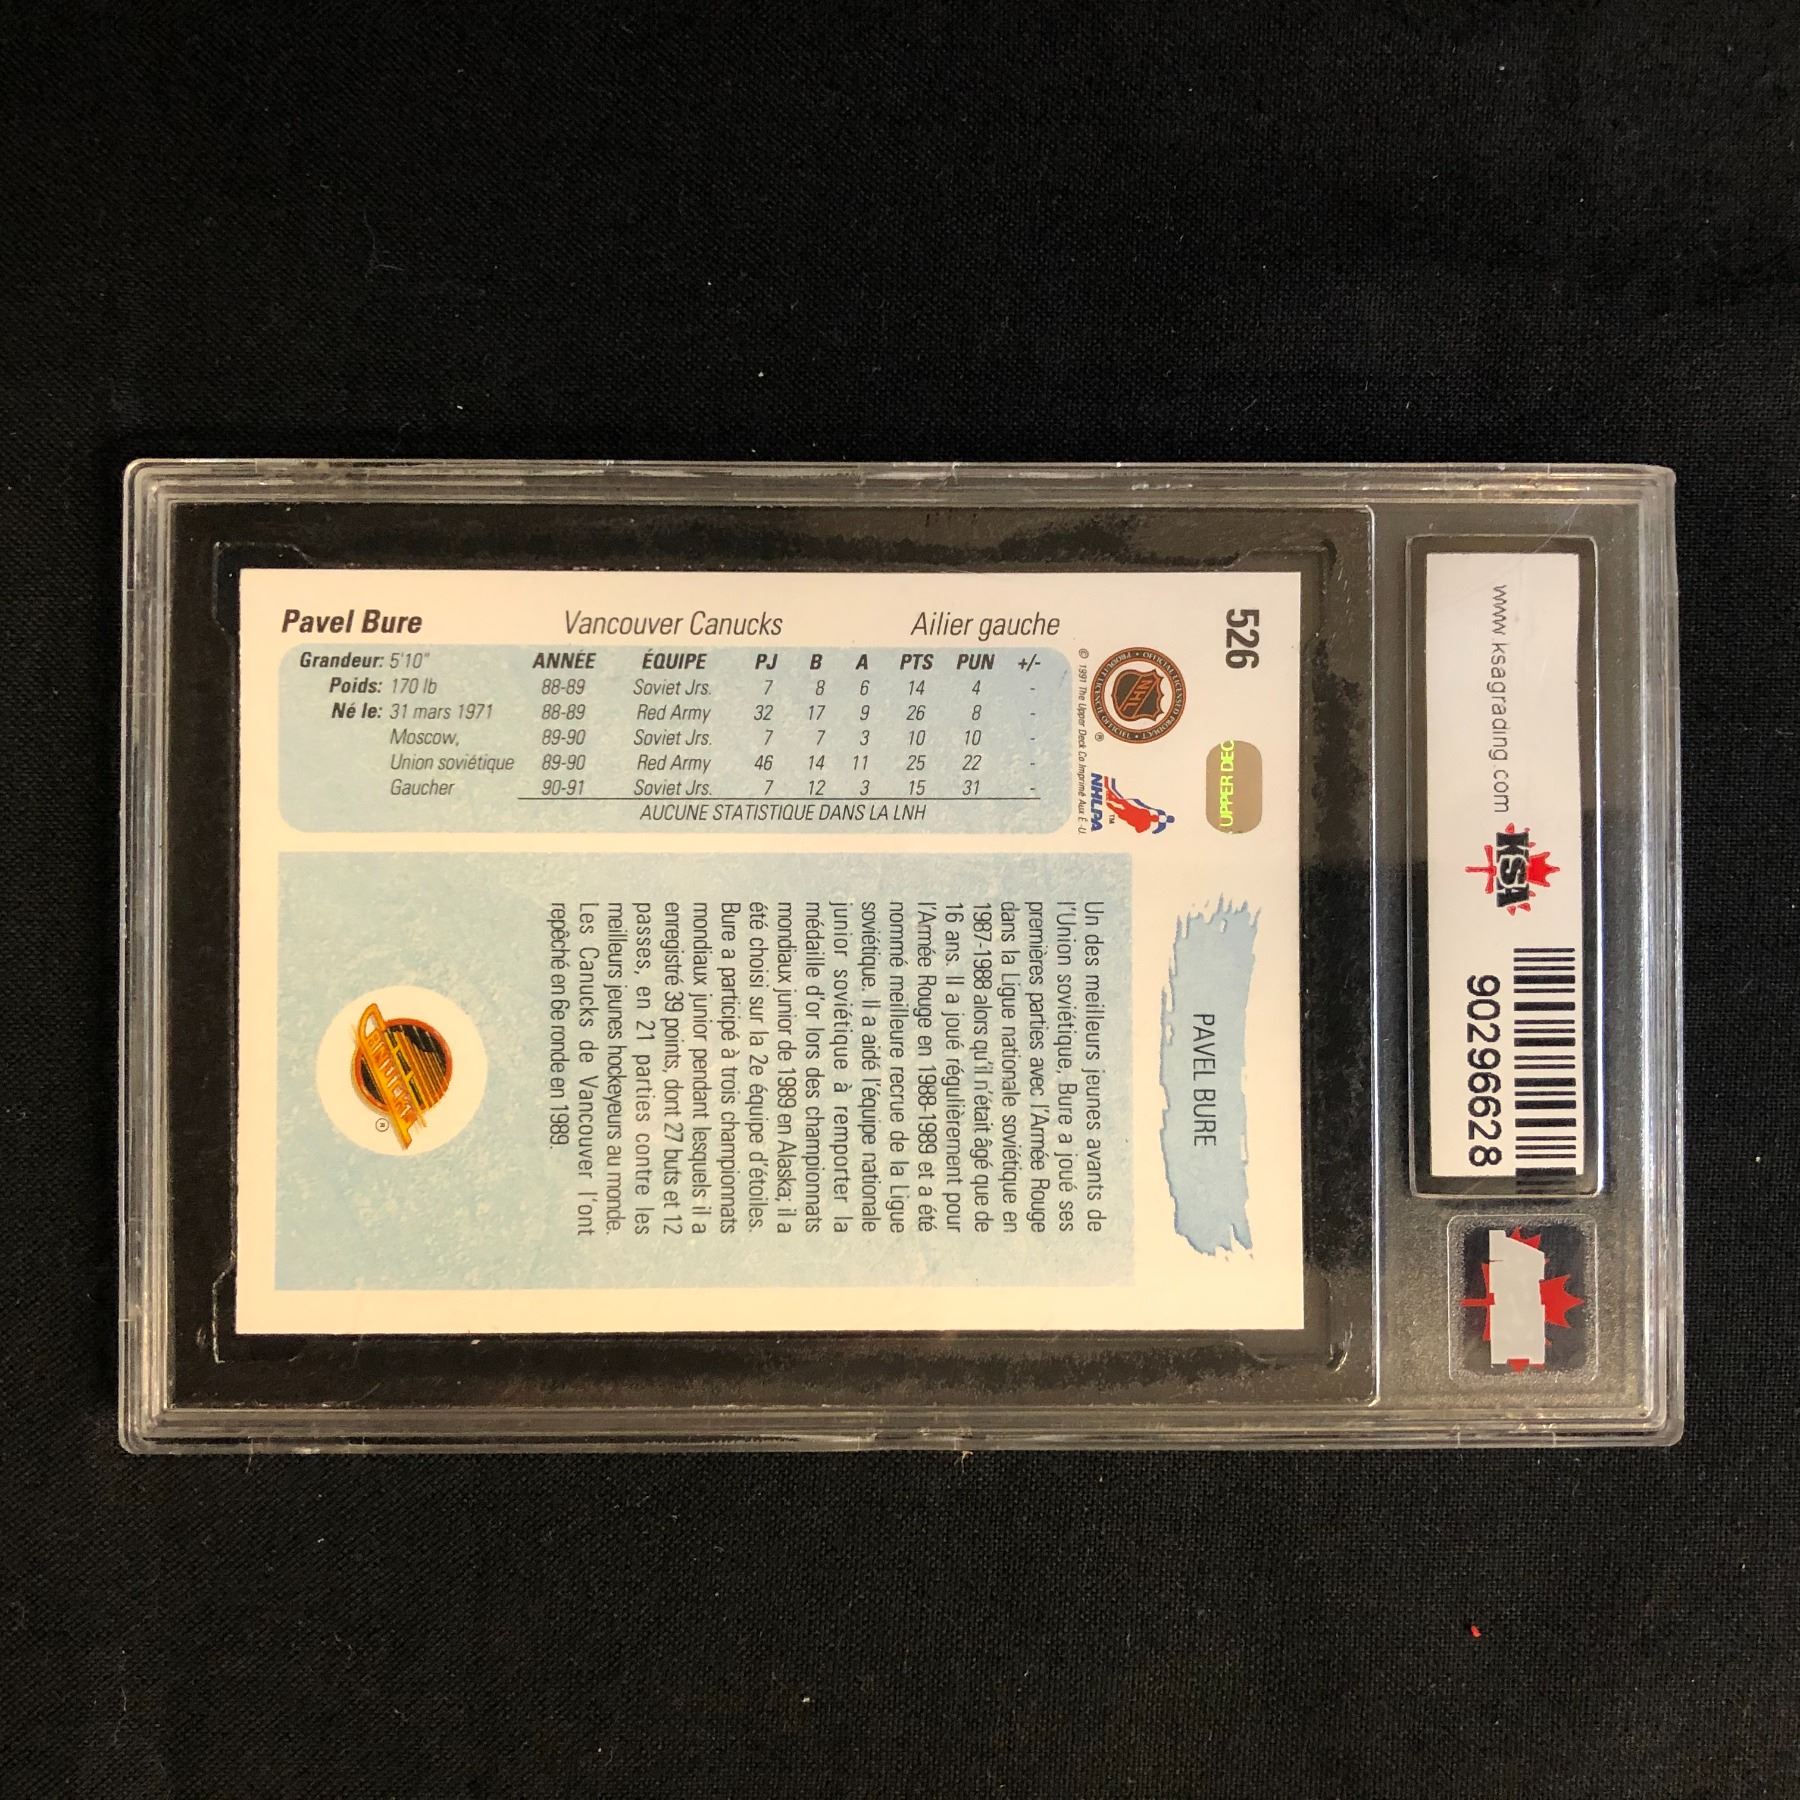 www.ksagrading.com
KSA
90296628
526
UPPER DEC
NHL
NHLPA
TM
© 1991 The Upper Deck Co Imprimé Aux É.-U.
Pavel Bure Vancouver Canucks Ailier gauche
Grandeur: 5'10"
Poids: 170 lb
Né le: 31 mars 1971
Moscow,
Union soviétique
Gaucher
ANNÉE ÉQUIPE PJ B A PTS PUN +/-
88-89 Soviet Jrs. 7 8 6 14 4 -
88-89 Red Army 32 17 9 26 8 -
89-90 Soviet Jrs. 7 7 3 10 10 -
89-90 Red Army 46 14 11 25 22 -
90-91 Soviet Jrs. 7 12 3 15 31 -
AUCUNE STATISTIQUE DANS LA LNH
PAVEL BURE
Un des meilleurs jeunes avants de
l'Union soviétique, Bure a joué ses
premières parties avec l'Armée Rouge
dans la Ligue nationale soviétique en
1987-1988 alors qu'il n'était âgé que de
16 ans. Il a joué régulièrement pour
l'Armée Rouge en 1988-1989 et a été
nommé meilleure recrue de la Ligue
soviétique. Il a aidé l'équipe nationale
junior soviétique à remporter la
médaille d'or lors des championnats
mondiaux junior de 1989 en Alaska; il a
été choisi sur la 2e équipe d'étoiles.
Bure a participé à trois championnats
mondiaux junior pendant lesquels il a
enregistré 39 points, dont 27 buts et 12
passes, en 21 parties contre les
meilleurs jeunes hockeyeurs au monde.
Les Canucks de Vancouver l'ont
repêché en 6e ronde en 1989.
CANUCKS
®